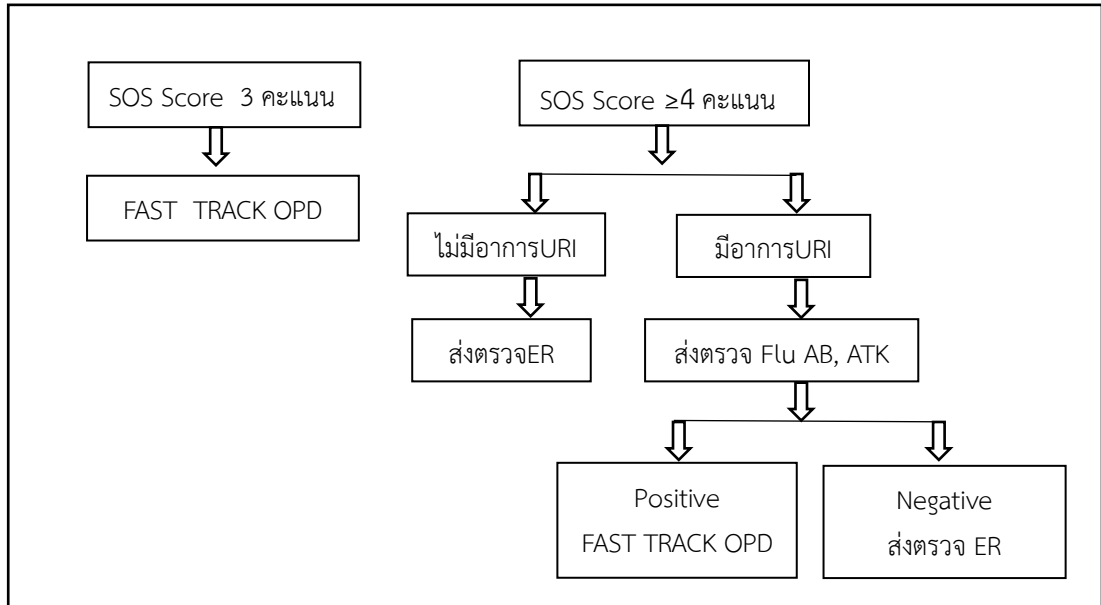 SOS Score 3 คะแนน
FAST TRACK OPD
SOS Score ≥4 คะแนน
ไม่มีอาการURI
มีอาการURI
ส่งตรวจER
ส่งตรวจ Flu AB, ATK
Positive
FAST TRACK OPD
Negative
ส่งตรวจ ER